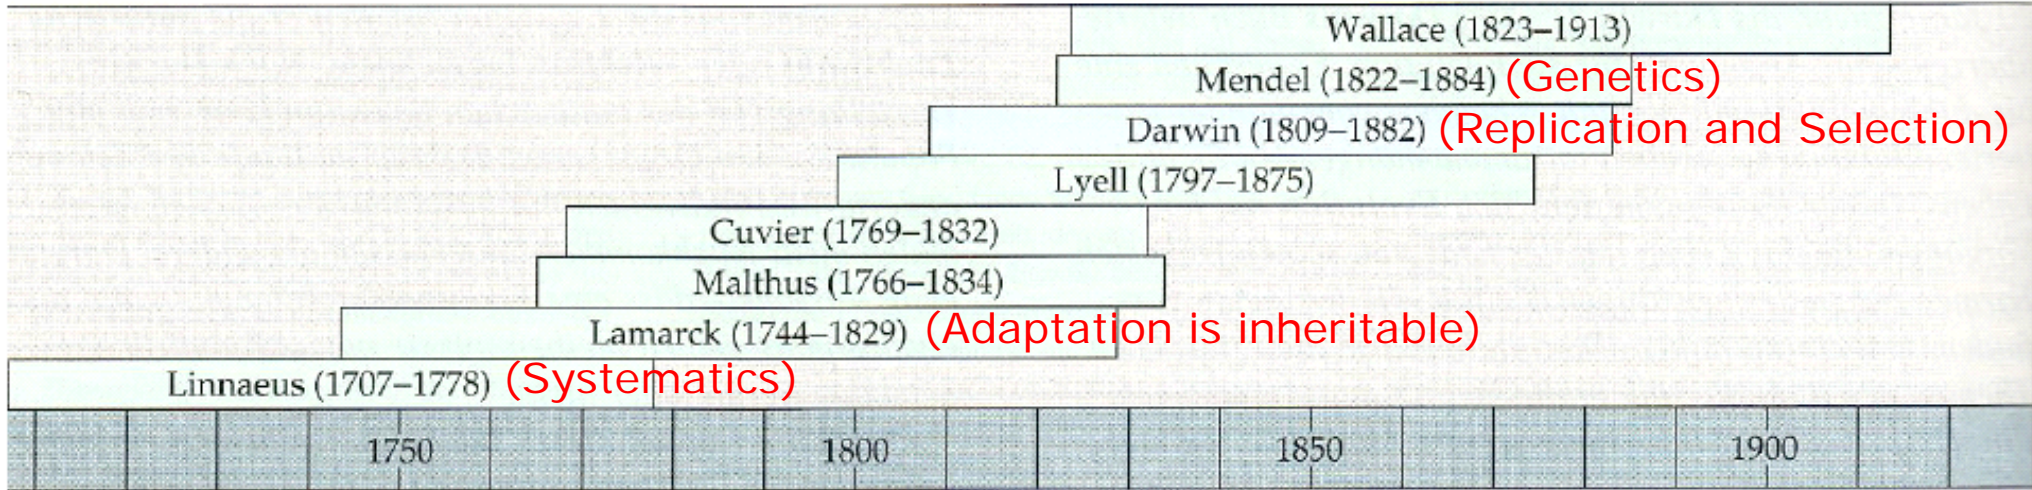 Wallace (1823–1913)
Mendel (1822–1884) (Genetics)
Darwin (1809–1882) (Replication and Selection)
Lyell (1797–1875)
Cuvier (1769–1832)
Malthus (1766–1834)
Lamarck (1744–1829) (Adaptation is inheritable)
Linnaeus (1707–1778) (Systematics)
1750 1800 1850 1900